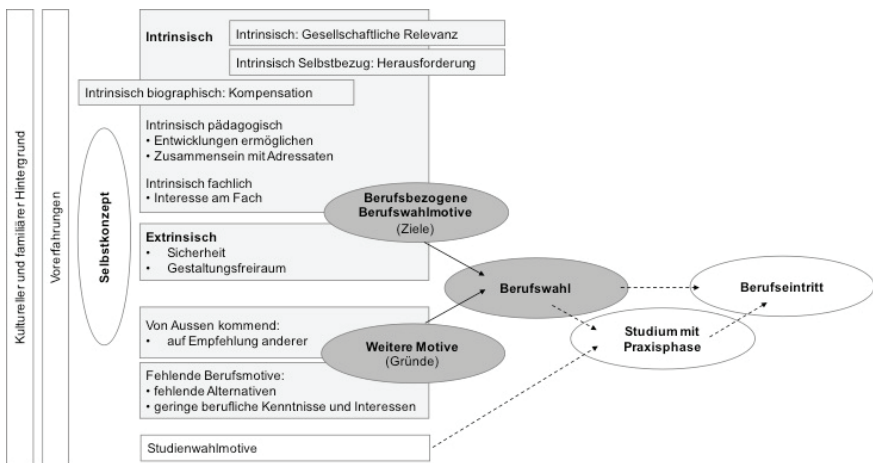 Kultureller und familiärer Hintergrund
Vorerfahrungen
Selbstkonzept
Intrinsisch
Intrinsisch: Gesellschaftliche Relevanz
Intrinsisch Selbstbezug: Herausforderung
Intrinsisch biographisch: Kompensation
Intrinsisch pädagogisch
• Entwicklungen ermöglichen
• Zusammensein mit Adressaten
Intrinsisch fachlich
• Interesse am Fach
Berufsbezogene
Berufswahlmotive
(Ziele)
Extrinsisch
• Sicherheit
• Gestaltungsfreiraum
Berufswahl
Berufseintritt
Von Aussen kommend:
• auf Empfehlung anderer
Weitere Motive
(Gründe)
Studium mit
Praxisphase
Fehlende Berufsmotive:
• fehlende Alternativen
• geringe berufliche Kenntnisse und Interessen
Studienwahlmotive